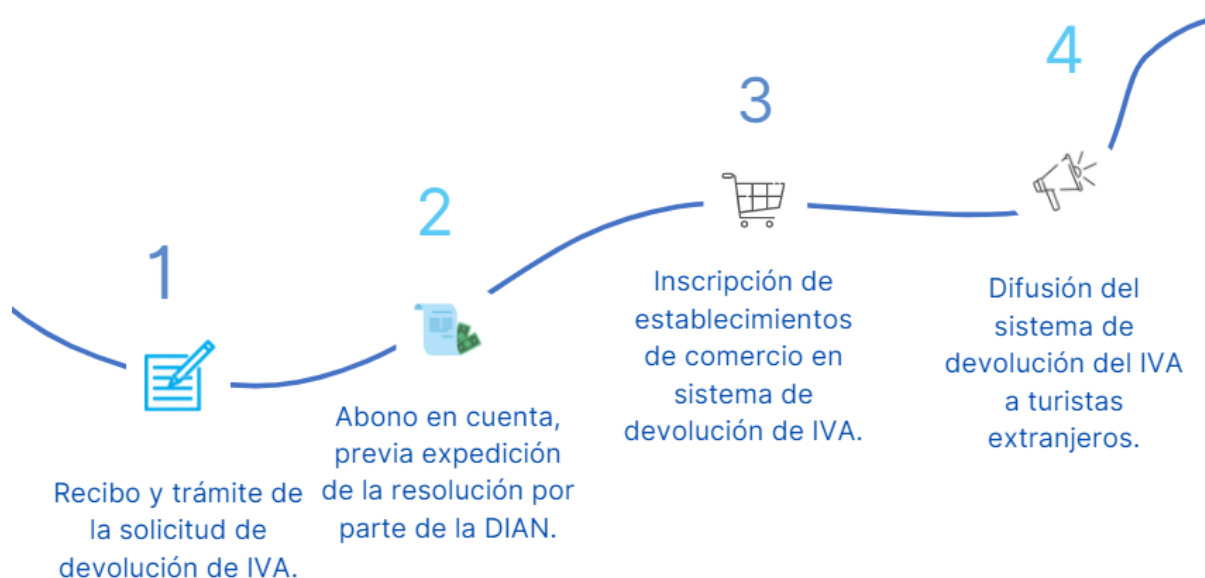 1
Recibo y trámite de
la solicitud de
devolución de IVA.
2
Abono en cuenta,
previa expedición
de la resolución por
parte de la DIAN.
3
Inscripción de
establecimientos
de comercio en
sistema de
devolución de IVA.
4
Difusión del
sistema de
devolución del IVA
a turistas
extranjeros.